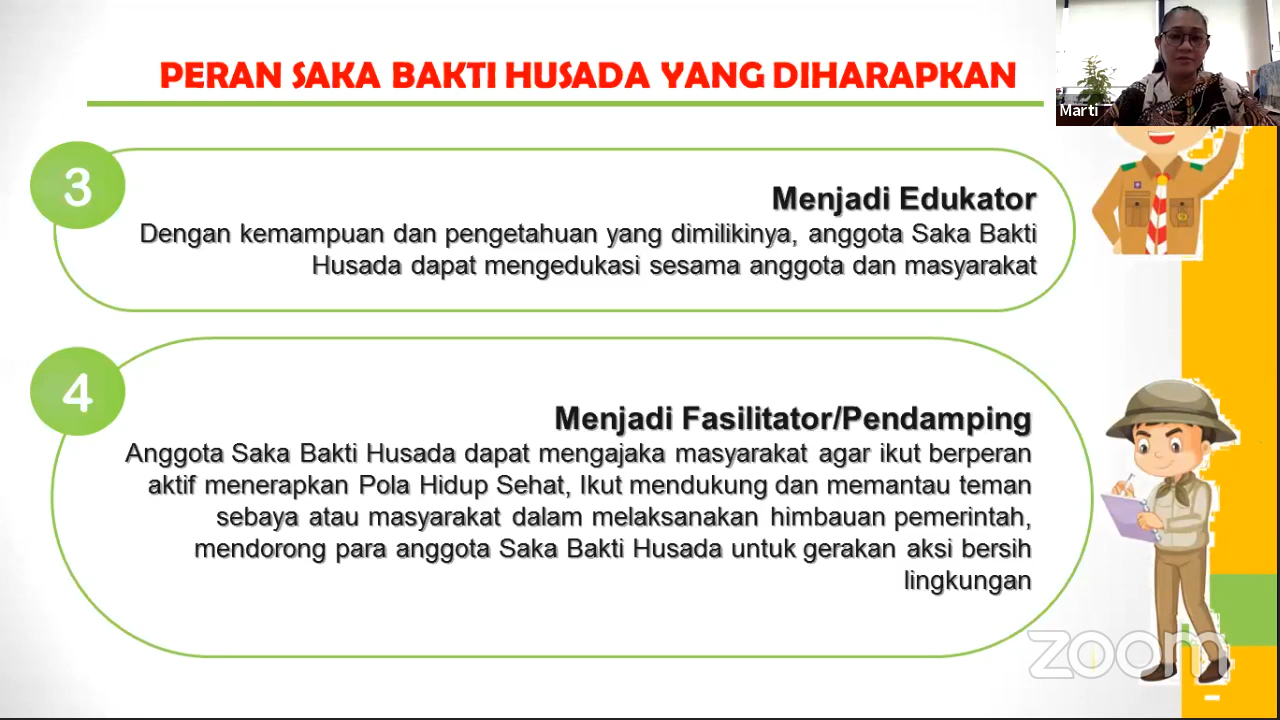 PERAN SAKA BAKTI HUSADA YANG DIHARAPKAN
Marti
3
Menjadi Edukator
Dengan kemampuan dan pengetahuan yang dimilikinya, anggota Saka Bakti
Husada dapat mengedukasi sesama anggota dan masyarakat
4
Menjadi Fasilitator/Pendamping
Anggota Saka Bakti Husada dapat mengajaka masyarakat agar ikut berperan
aktif menerapkan Pola Hidup Sehat, Ikut mendukung dan memantau teman
sebaya atau masyarakat dalam melaksanakan himbauan pemerintah,
mendorong para anggota Saka Bakti Husada untuk gerakan aksi bersih
lingkungan
zoom